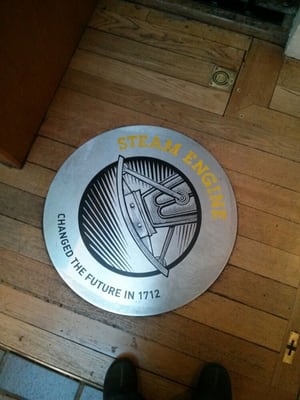 STEAM ENGINE
CHANGED THE FUTURE IN 1712